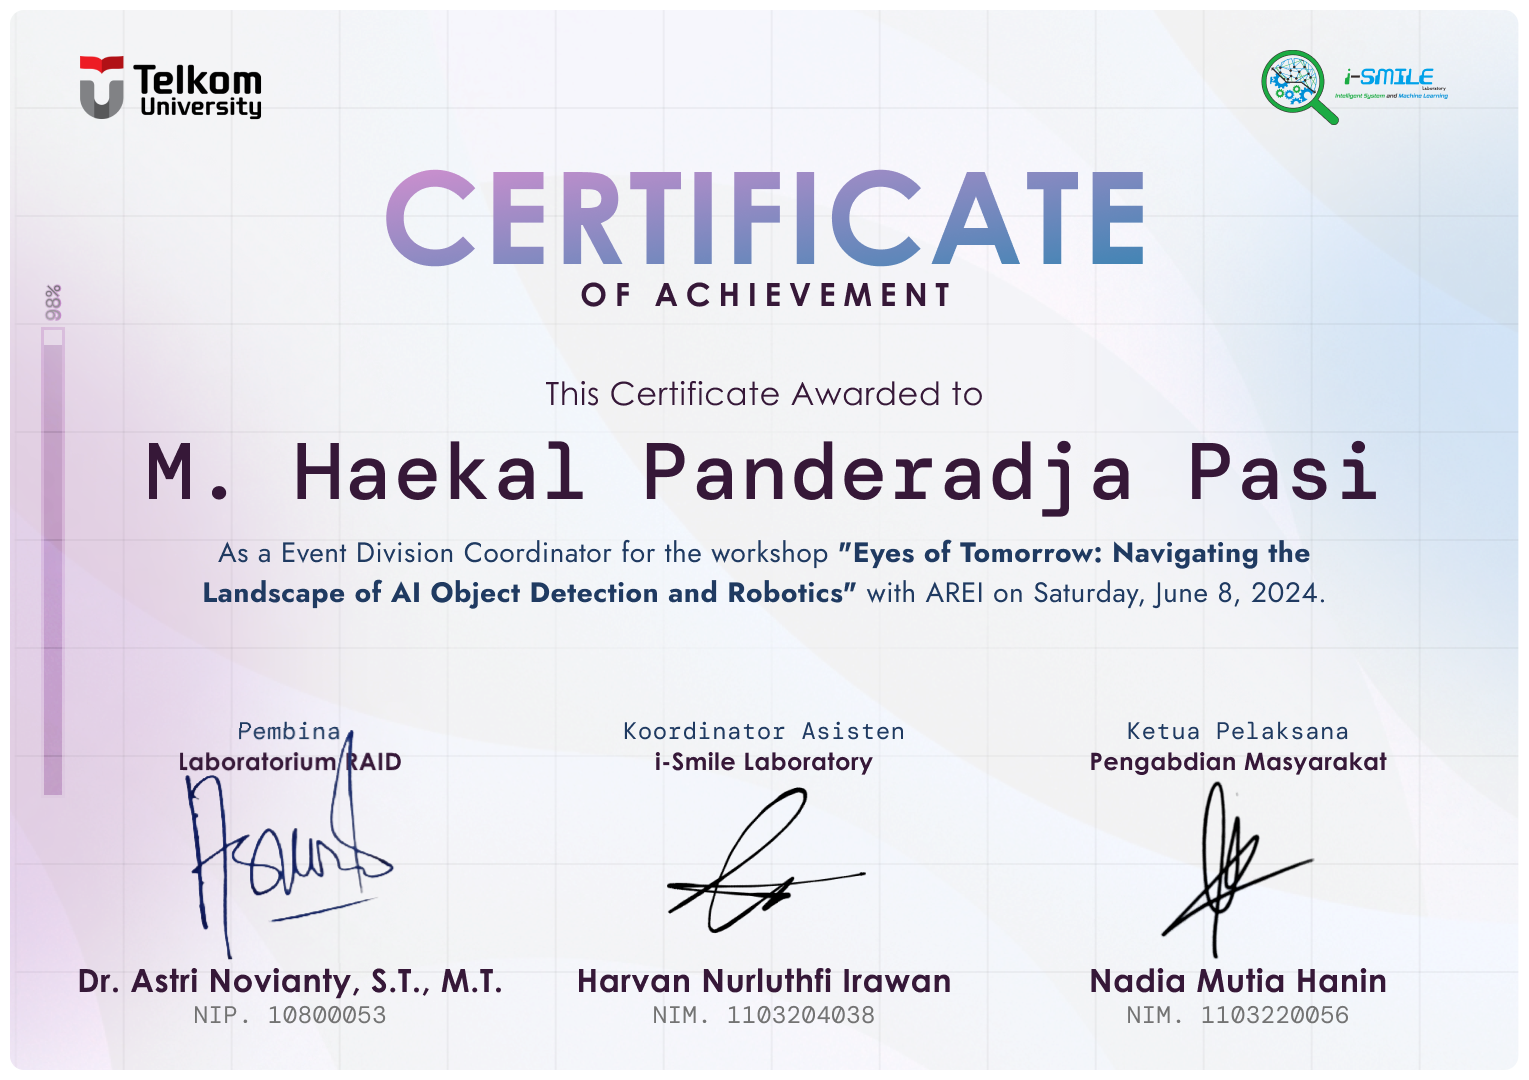 Telkom
University
i-SMILE
Laboratory
Intelligent System and Machine Learning
CERTIFICATE
OF ACHIEVEMENT
98%
This Certificate Awarded to
M. Haekal Panderadja Pasi
As a Event Division Coordinator for the workshop "Eyes of Tomorrow: Navigating the
Landscape of AI Object Detection and Robotics" with AREI on Saturday, June 8, 2024.
Pembina
Laboratorium RAID
Dr. Astri Novianty, S.T., M.T.
NIP. 10800053
Koordinator Asisten
i-Smile Laboratory
Harvan Nurluthfi Irawan
NIM. 1103204038
Ketua Pelaksana
Pengabdian Masyarakat
Nadia Mutia Hanin
NIM. 1103220056